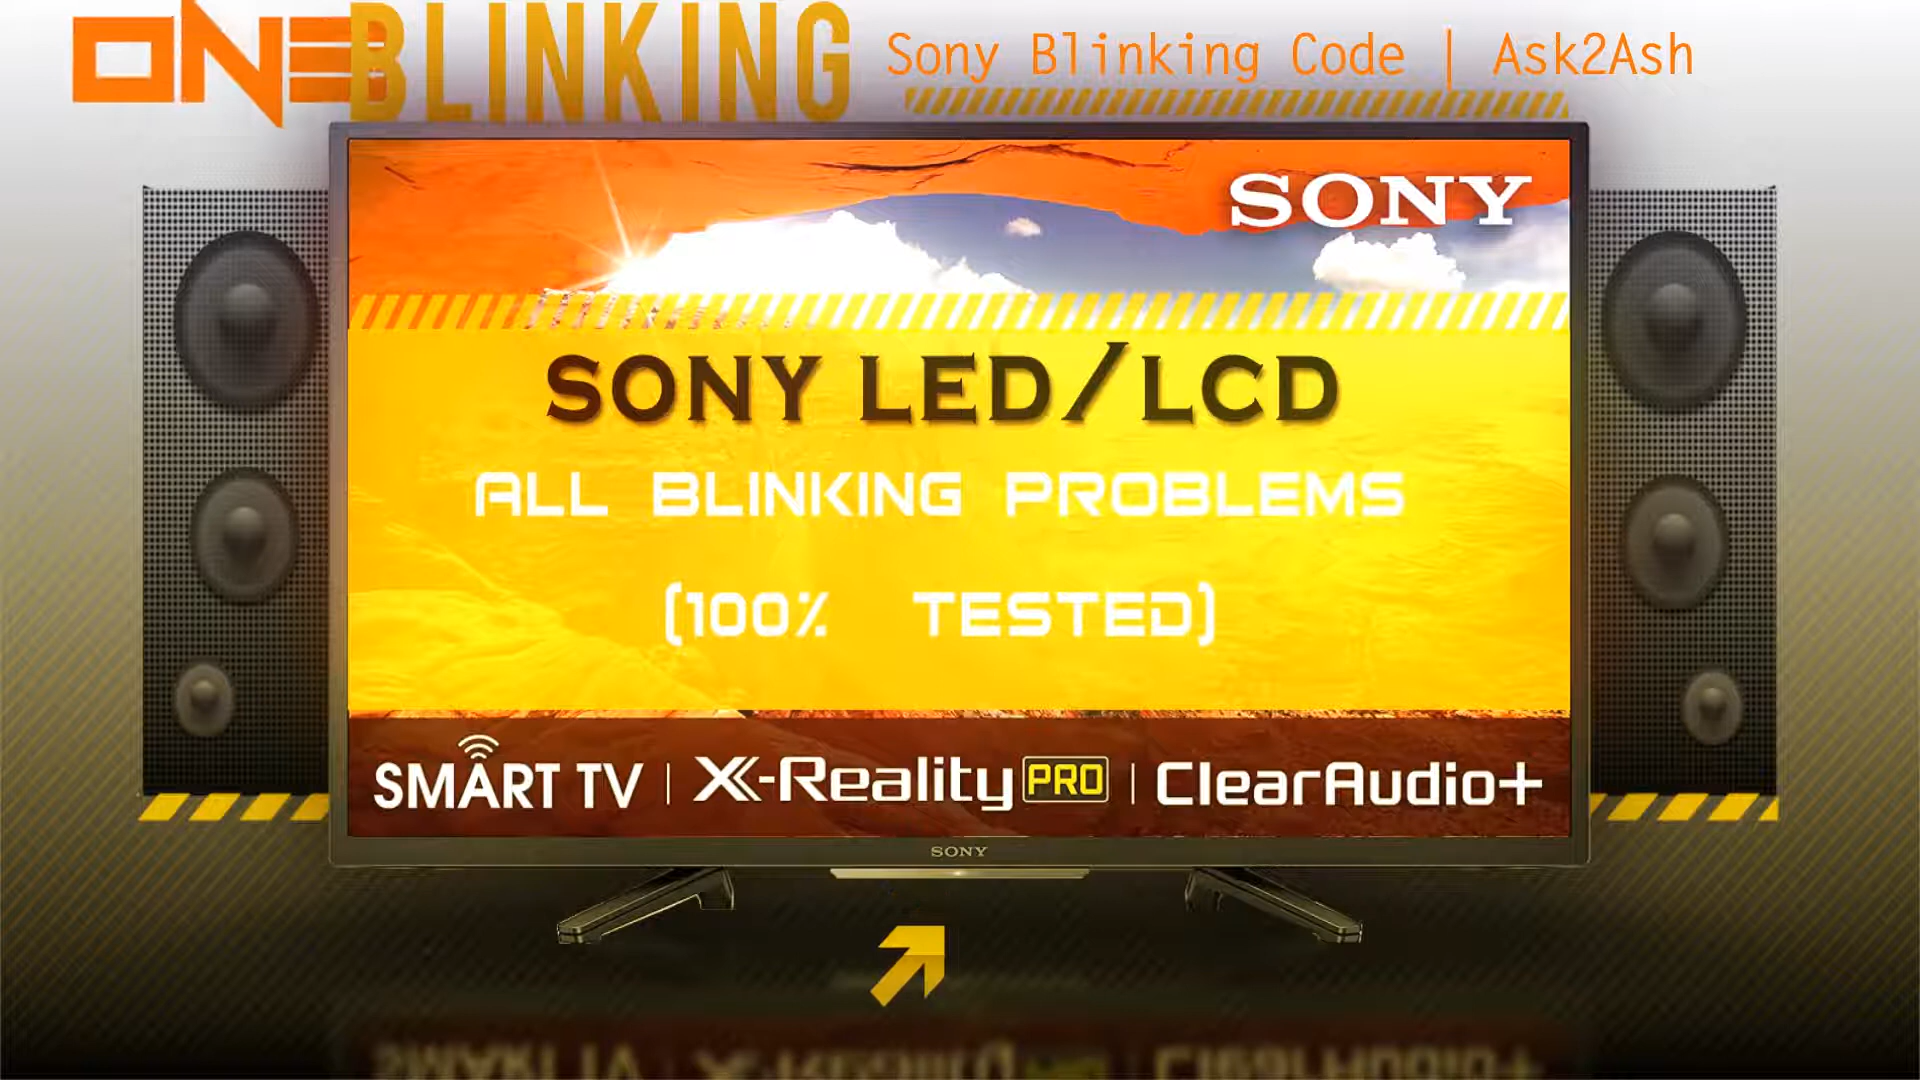 ONE BLINKING
Sony Blinking Code | Ask2Ash
SONY
SONY LED/LCD
ALL BLINKING PROBLEMS
(100% TESTED)
SMART TV | X-Reality PRO | ClearAudio+
SONY